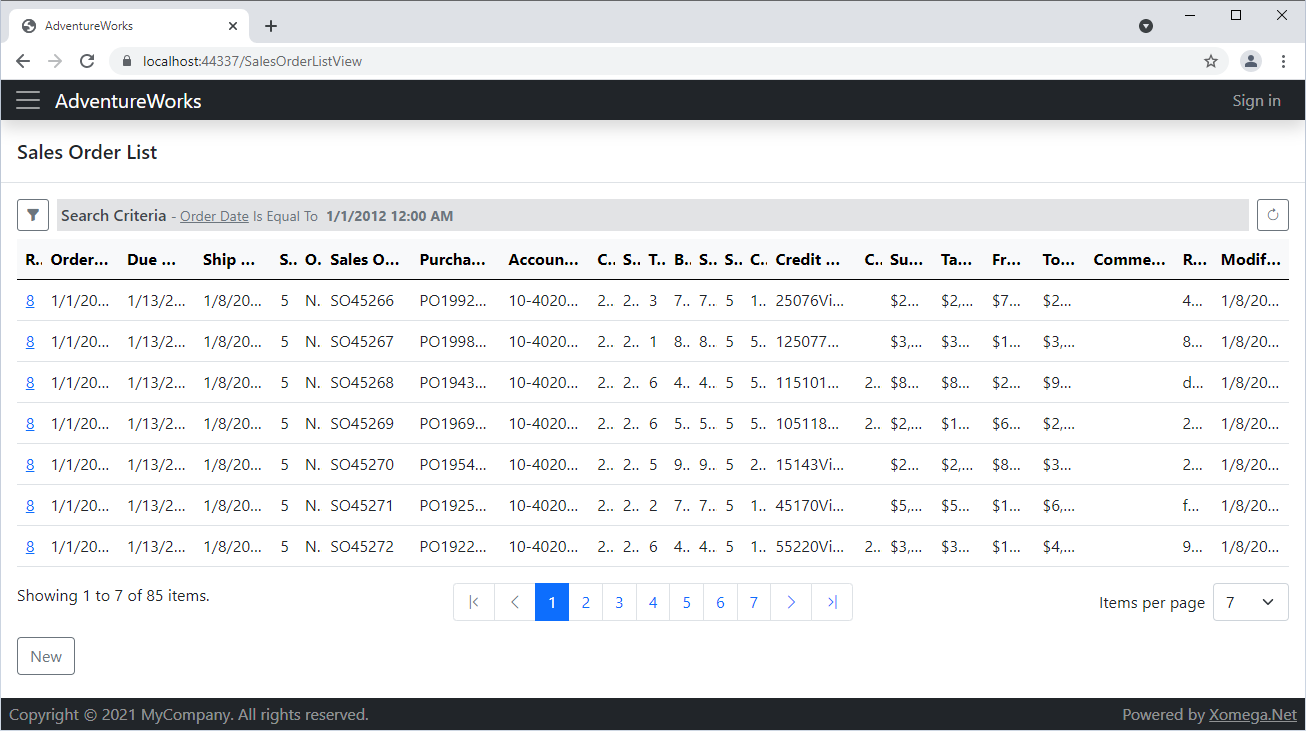 AdventureWorks
localhost:44337/SalesOrderListView
AdventureWorks Sign in
Sales Order List
Search Criteria - Order Date Is Equal To 1/1/2012 12:00 AM
R.. Order... Due ... Ship ... S.. O. Sales O... Purcha... Accoun... C.. S.. T.. B.. S.. S.. C.. Credit ... C.. Su... Ta... Fr... To... Comme... R... Modif...
8 1/1/20... 1/13/2... 1/8/20... 5 N. SO45266 PO1992... 10-4020... 2.. 2.. 3 7.. 7.. 5 1.. 25076Vi... $2... $2,... $7... $2... 4... 1/8/20...
8 1/1/20... 1/13/2... 1/8/20... 5 N. SO45267 PO1998... 10-4020... 2.. 2.. 1 8.. 8.. 5 5.. 125077... $3,... $3... $1... $3,... 8... 1/8/20...
8 1/1/20... 1/13/2... 1/8/20... 5 N. SO45268 PO1943... 10-4020... 2.. 2.. 6 4.. 4.. 5 5.. 115101... 2.. $8... $8... $2... $9... d... 1/8/20...
8 1/1/20... 1/13/2... 1/8/20... 5 N. SO45269 PO1969... 10-4020... 2.. 2.. 6 5.. 5.. 5 5.. 105118... 2.. $2,... $1... $6... $2,... 2... 1/8/20...
8 1/1/20... 1/13/2... 1/8/20... 5 N. SO45270 PO1954... 10-4020... 2.. 2.. 5 9.. 9.. 5 2.. 15143Vi... $2... $2,... $8... $3... 2... 1/8/20...
8 1/1/20... 1/13/2... 1/8/20... 5 N. SO45271 PO1925... 10-4020... 2.. 2.. 2 7.. 7.. 5 1.. 45170Vi... $5,... $5... $1... $6,... f... 1/8/20...
8 1/1/20... 1/13/2... 1/8/20... 5 N. SO45272 PO1922... 10-4020... 2.. 2.. 6 4.. 4.. 5 1.. 55220Vi... 2.. $3,... $3... $1... $4,... 9... 1/8/20...
Showing 1 to 7 of 85 items. 1 2 3 4 5 6 7 Items per page 7
New
Copyright © 2021 MyCompany. All rights reserved. Powered by Xomega.Net